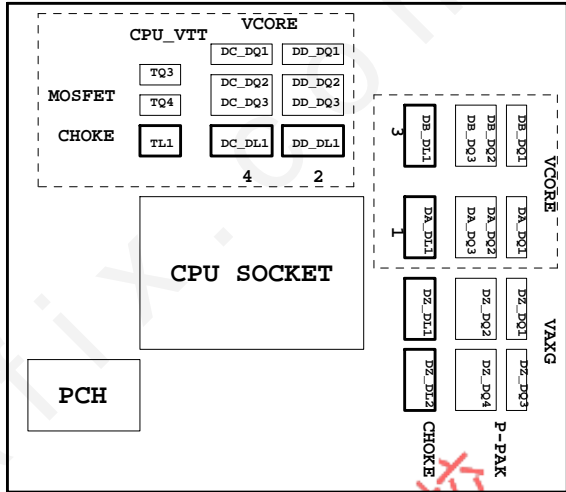 VCORE
CPU_VTT
DC_DQ1 DD_DQ1
TQ3
DC_DQ2 DD_DQ2
MOSFET
TQ4 DC_DQ3 DD_DQ3
CHOKE TL1 DC_DL1 DD_DL1
4 2
3 DB_DL1 DB_DQ3 DB_DQ2 DB_DQ1
VCORE
1 DA_DL1 DA_DQ3 DA_DQ2 DA_DQ1
CPU SOCKET
DZ_DL1 DZ_DQ2 DZ_DQ1
VAXG
DZ_DL2 DZ_DQ4 DZ_DQ3
PCH
CHOKE P-PAK